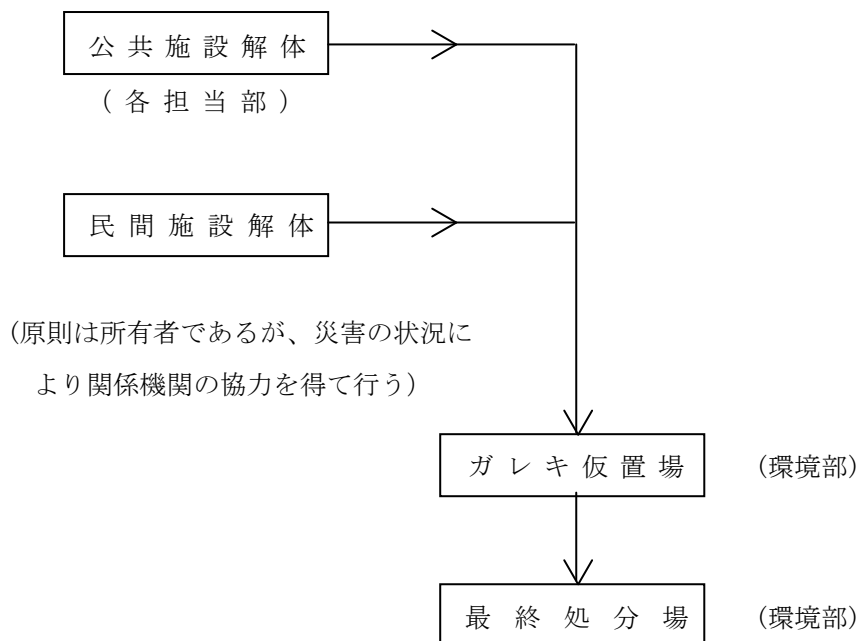 公共施設解体
(各担当部)
民間施設解体
(原則は所有者であるが、災害の状況に
より関係機関の協力を得て行う)
ガレキ仮置場 (環境部)
最終処分場 (環境部)